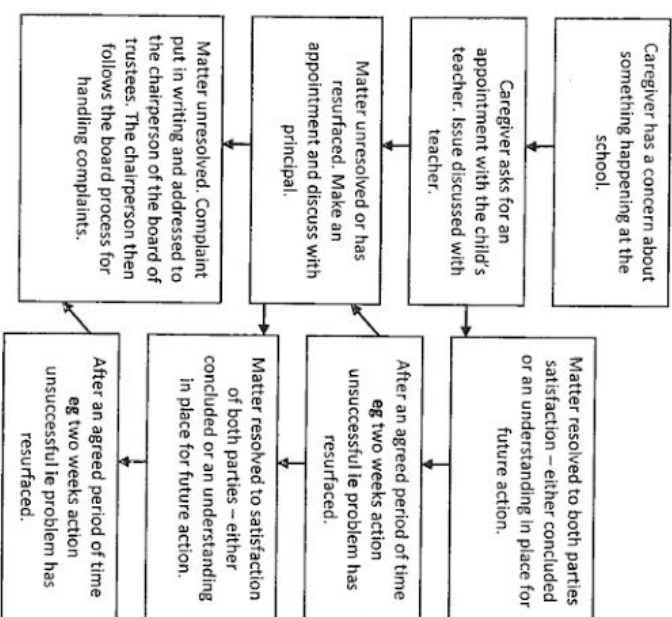 Caregiver has a concern about
something happening at the
school.
Caregiver asks for an
appointment with the child's
teacher. Issue discussed with
teacher.
Matter unresolved or has
resurfaced. Make an
appointment and discuss with
principal.
Matter unresolved. Complaint
put in writing and addressed to
the chairperson of the board of
trustees. The chairperson then
follows the board process for
handling complaints.
Matter resolved to both parties
satisfaction – either concluded
or an understanding in place for
future action.
After an agreed period of time
eg two weeks action
unsuccessful ie problem has
resurfaced.
Matter resolved to satisfaction
of both parties – either
concluded or an understanding
in place for future action.
After an agreed period of time
eg two weeks action
unsuccessful ie problem has
resurfaced.